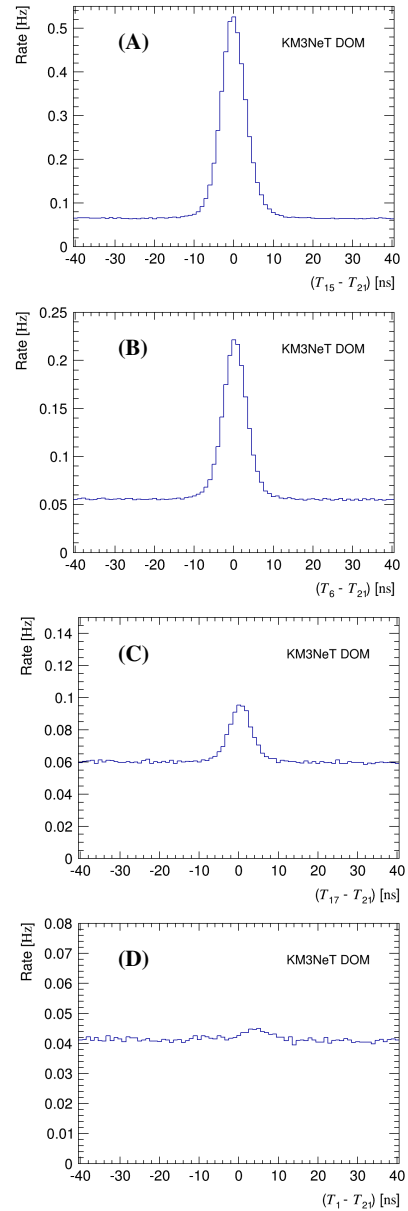 Rate [Hz]
(A)
KM3NeT DOM
0.5
0.4
0.3
0.2
0.1
0
-40 -30 -20 -10 0 10 20 30 40
(T15 - T21) [ns]
Rate [Hz]
0.25
(B)
KM3NeT DOM
0.2
0.15
0.1
0.05
0
-40 -30 -20 -10 0 10 20 30 40
(T6 - T21) [ns]
Rate [Hz]
0.14
(C)
KM3NeT DOM
0.12
0.1
0.08
0.06
0.04
0.02
0
-40 -30 -20 -10 0 10 20 30 40
(T17 - T21) [ns]
Rate [Hz]
0.08
(D)
KM3NeT DOM
0.07
0.06
0.05
0.04
0.03
0.02
0.01
0
-40 -30 -20 -10 0 10 20 30 40
(T1 - T21) [ns]